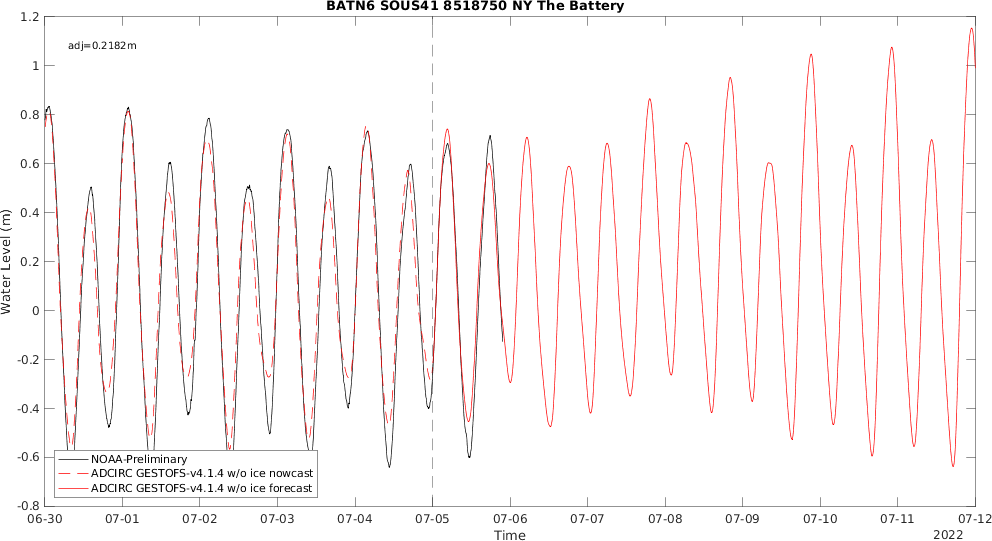 BATN6 SOUS41 8518750 NY The Battery
adj=0.2182m
1.2
1
0.8
0.6
0.4
0.2
0
-0.2
-0.4
-0.6
-0.8
Water Level (m)
NOAA-Preliminary
ADCIRC GESTOFS-v4.1.4 w/o ice nowcast
ADCIRC GESTOFS-v4.1.4 w/o ice forecast
06-30 07-01 07-02 07-03 07-04 07-05 07-06 07-07 07-08 07-09 07-10 07-11 07-12
Time
2022